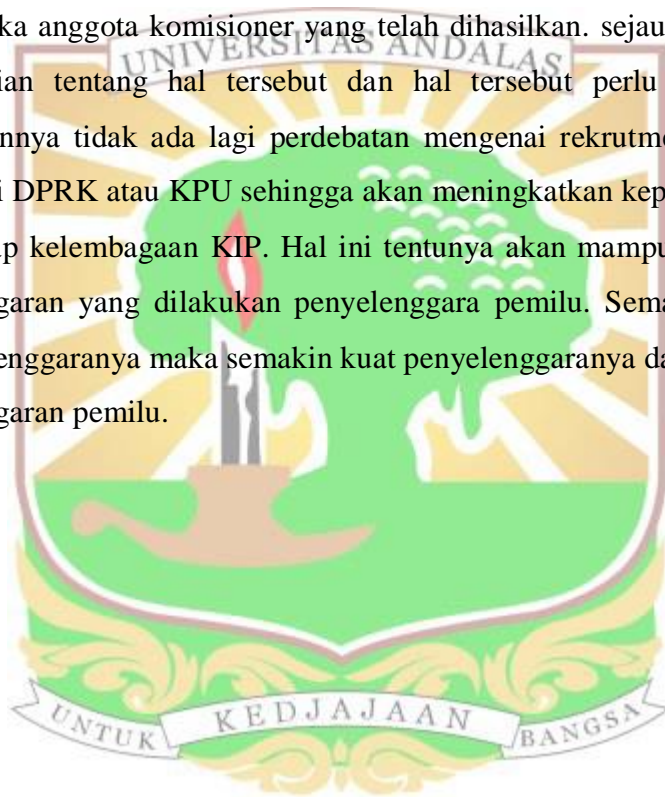 ka anggota komisioner yang telah dihasilkan. sejau
UNIVERSITAS ANDALAS
ian tentang hal tersebut dan hal tersebut perlu
nnya tidak ada lagi perdebatan mengenai rekrutme
i DPRK atau KPU sehingga akan meningkatkan kep
p kelembagaan KIP. Hal ini tentunya akan mampu
garan yang dilakukan penyelenggara pemilu. Sema
enggaranya maka semakin kuat penyelenggaranya da
garan pemilu.
UNTUK KEDJAJAAN BANGSA